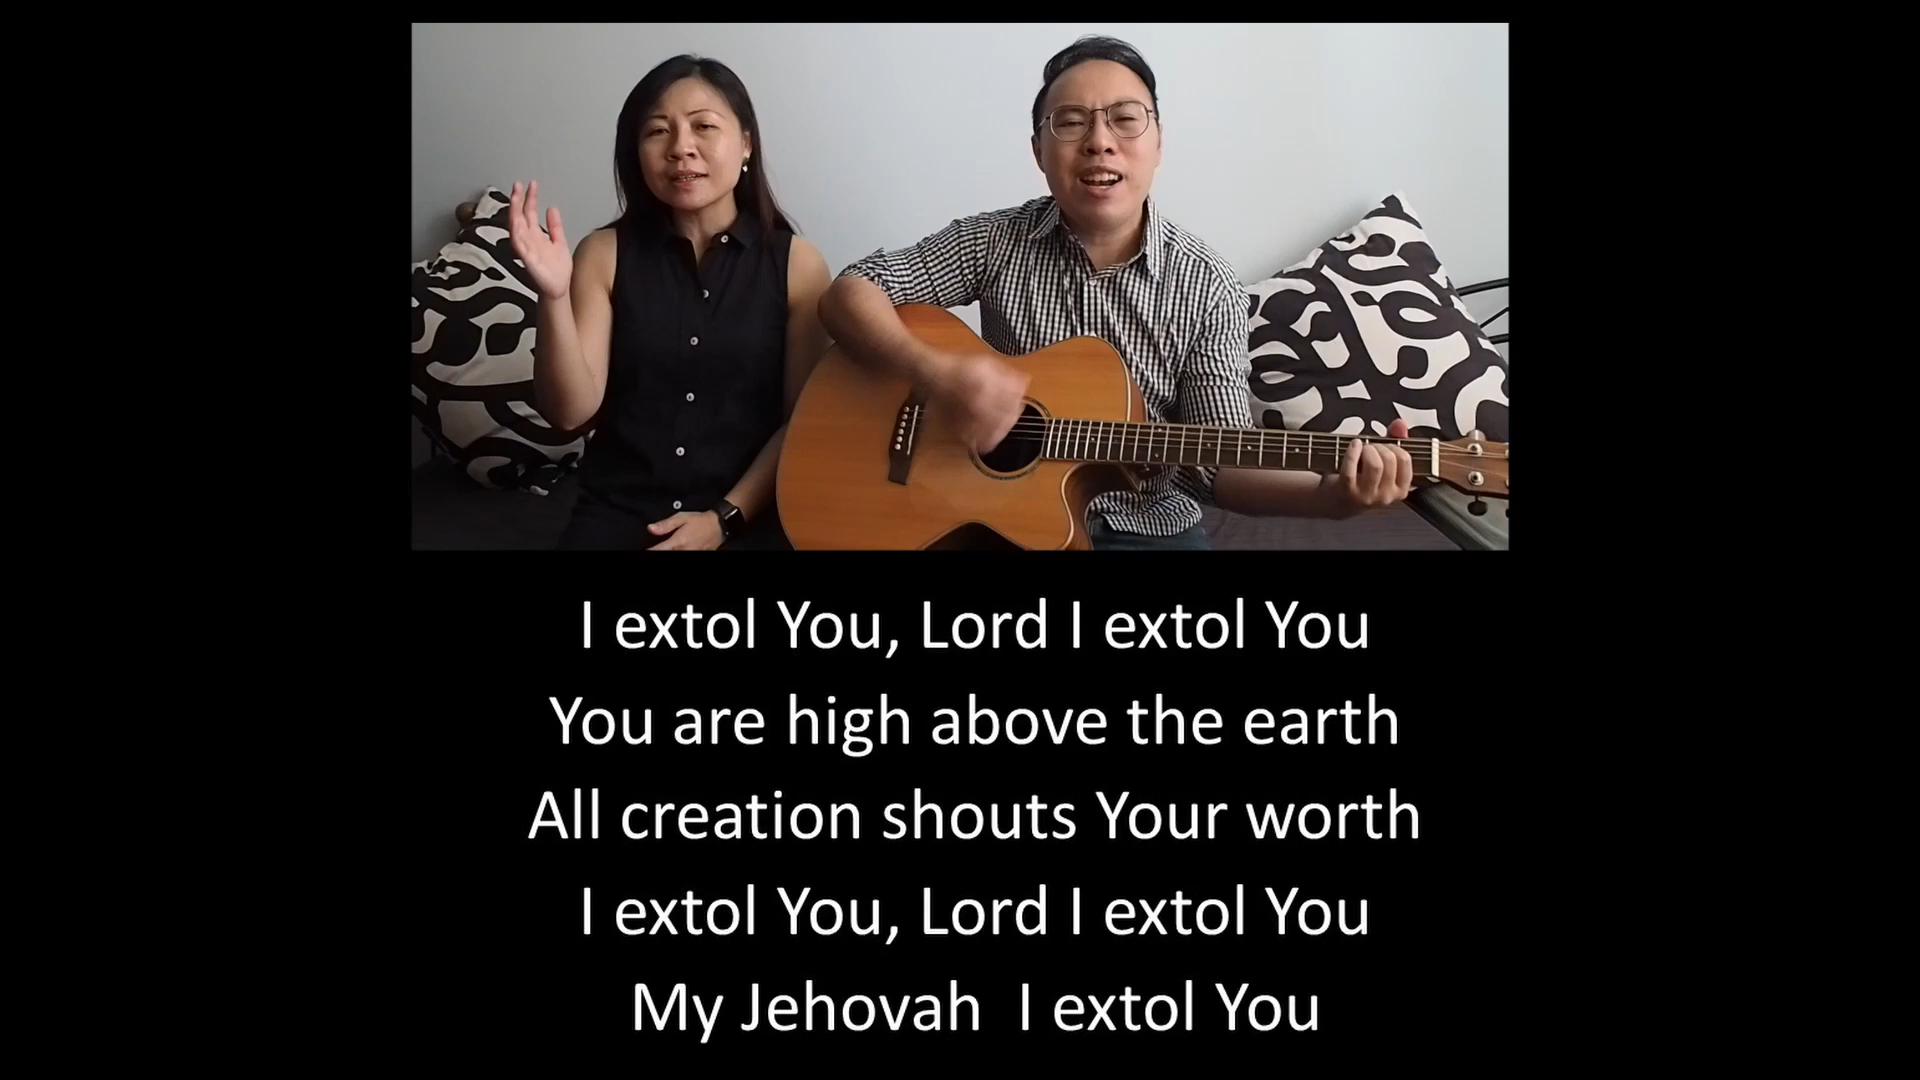 I extol You, Lord I extol You
You are high above the earth
All creation shouts Your worth
I extol You, Lord I extol You
My Jehovah  I extol You